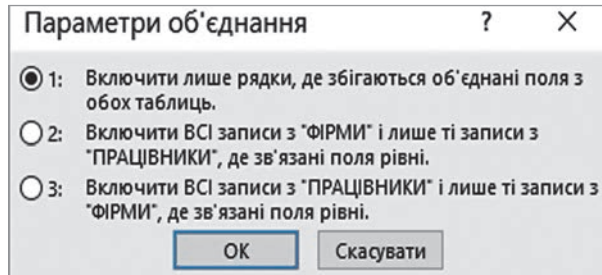 Параметри об'єднання ? ×
1: Включити лише рядки, де збігаються об'єднані поля з
обох таблиць.
2: Включити ВСІ записи з "ФІРМИ" і лише ті записи з
"ПРАЦІВНИКИ", де зв'язані поля рівні.
3: Включити ВСІ записи з "ПРАЦІВНИКИ" і лише ті записи з
"ФІРМИ", де зв'язані поля рівні.
ОК Скасувати